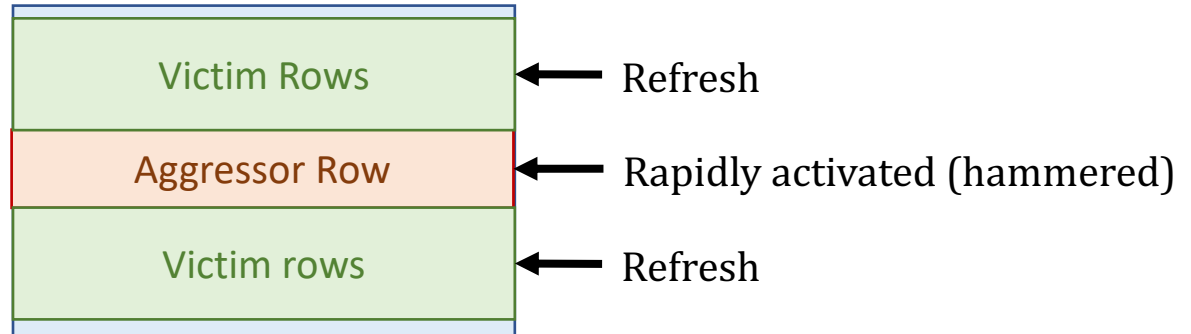 Victim Rows
Refresh
Aggressor Row
Rapidly activated (hammered)
Victim rows
Refresh